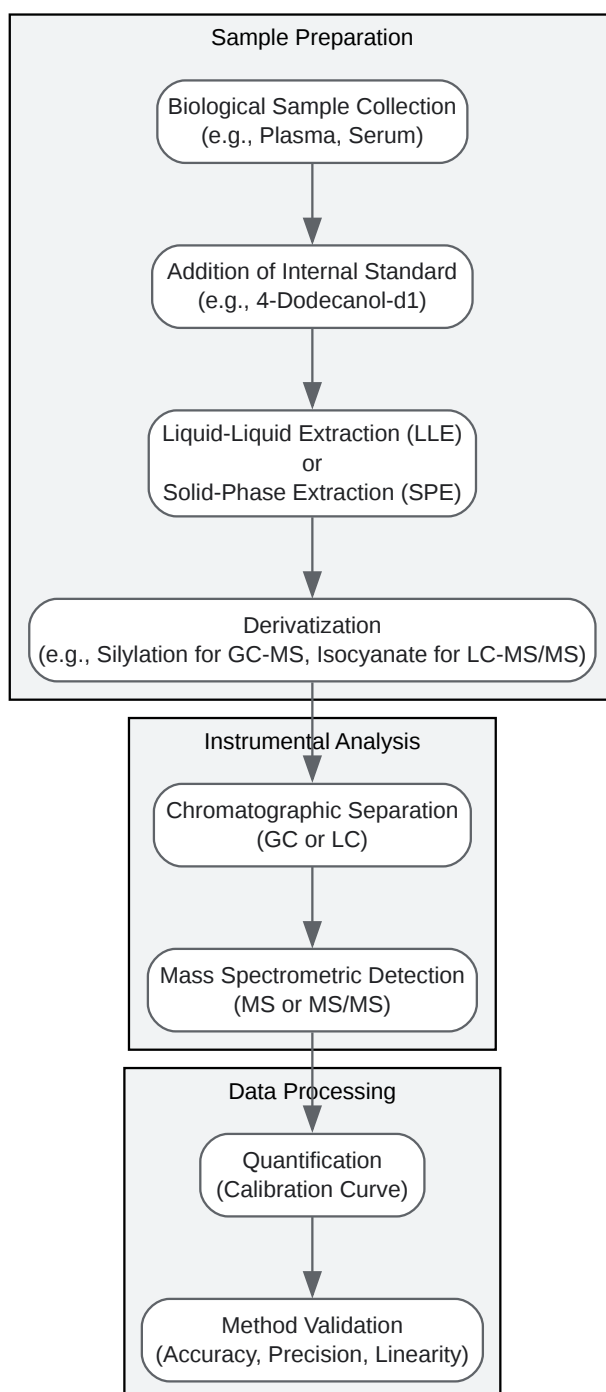 Sample Preparation
Biological Sample Collection
(e.g., Plasma, Serum)
Addition of Internal Standard
(e.g., 4-Dodecanol-d1)
Liquid-Liquid Extraction (LLE)
or
Solid-Phase Extraction (SPE)
Derivatization
(e.g., Silylation for GC-MS, Isocyanate for LC-MS/MS)
Instrumental Analysis
Chromatographic Separation
(GC or LC)
Mass Spectrometric Detection
(MS or MS/MS)
Data Processing
Quantification
(Calibration Curve)
Method Validation
(Accuracy, Precision, Linearity)